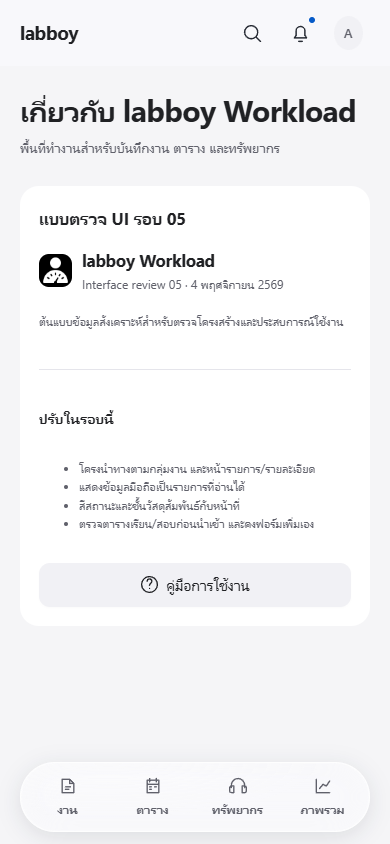 labboy
A
เกี่ยวกับ labboy Workload
พื้นที่ทำงานสำหรับบันทึกงาน ตาราง และทรัพยากร
แบบตรวจ UI รอบ 05
labboy Workload
Interface review 05 · 4 พฤศจิกายน 2569
ต้นแบบข้อมูลสังเคราะห์สำหรับตรวจโครงสร้างและประสบการณ์ใช้งาน
ปรับในรอบนี้
• โครงนำทางตามกลุ่มงาน และหน้ารายการ/รายละเอียด
• แสดงข้อมูลมือถือเป็นรายการที่อ่านได้
• สีสถานะและชั้นวัสดุสัมพันธ์กับหน้าที่
• ตรวจตารางเรียน/สอบก่อนนำเข้า และคงฟอร์มเพิ่มเอง
คู่มือการใช้งาน
งาน ตาราง ทรัพยากร ภาพรวม